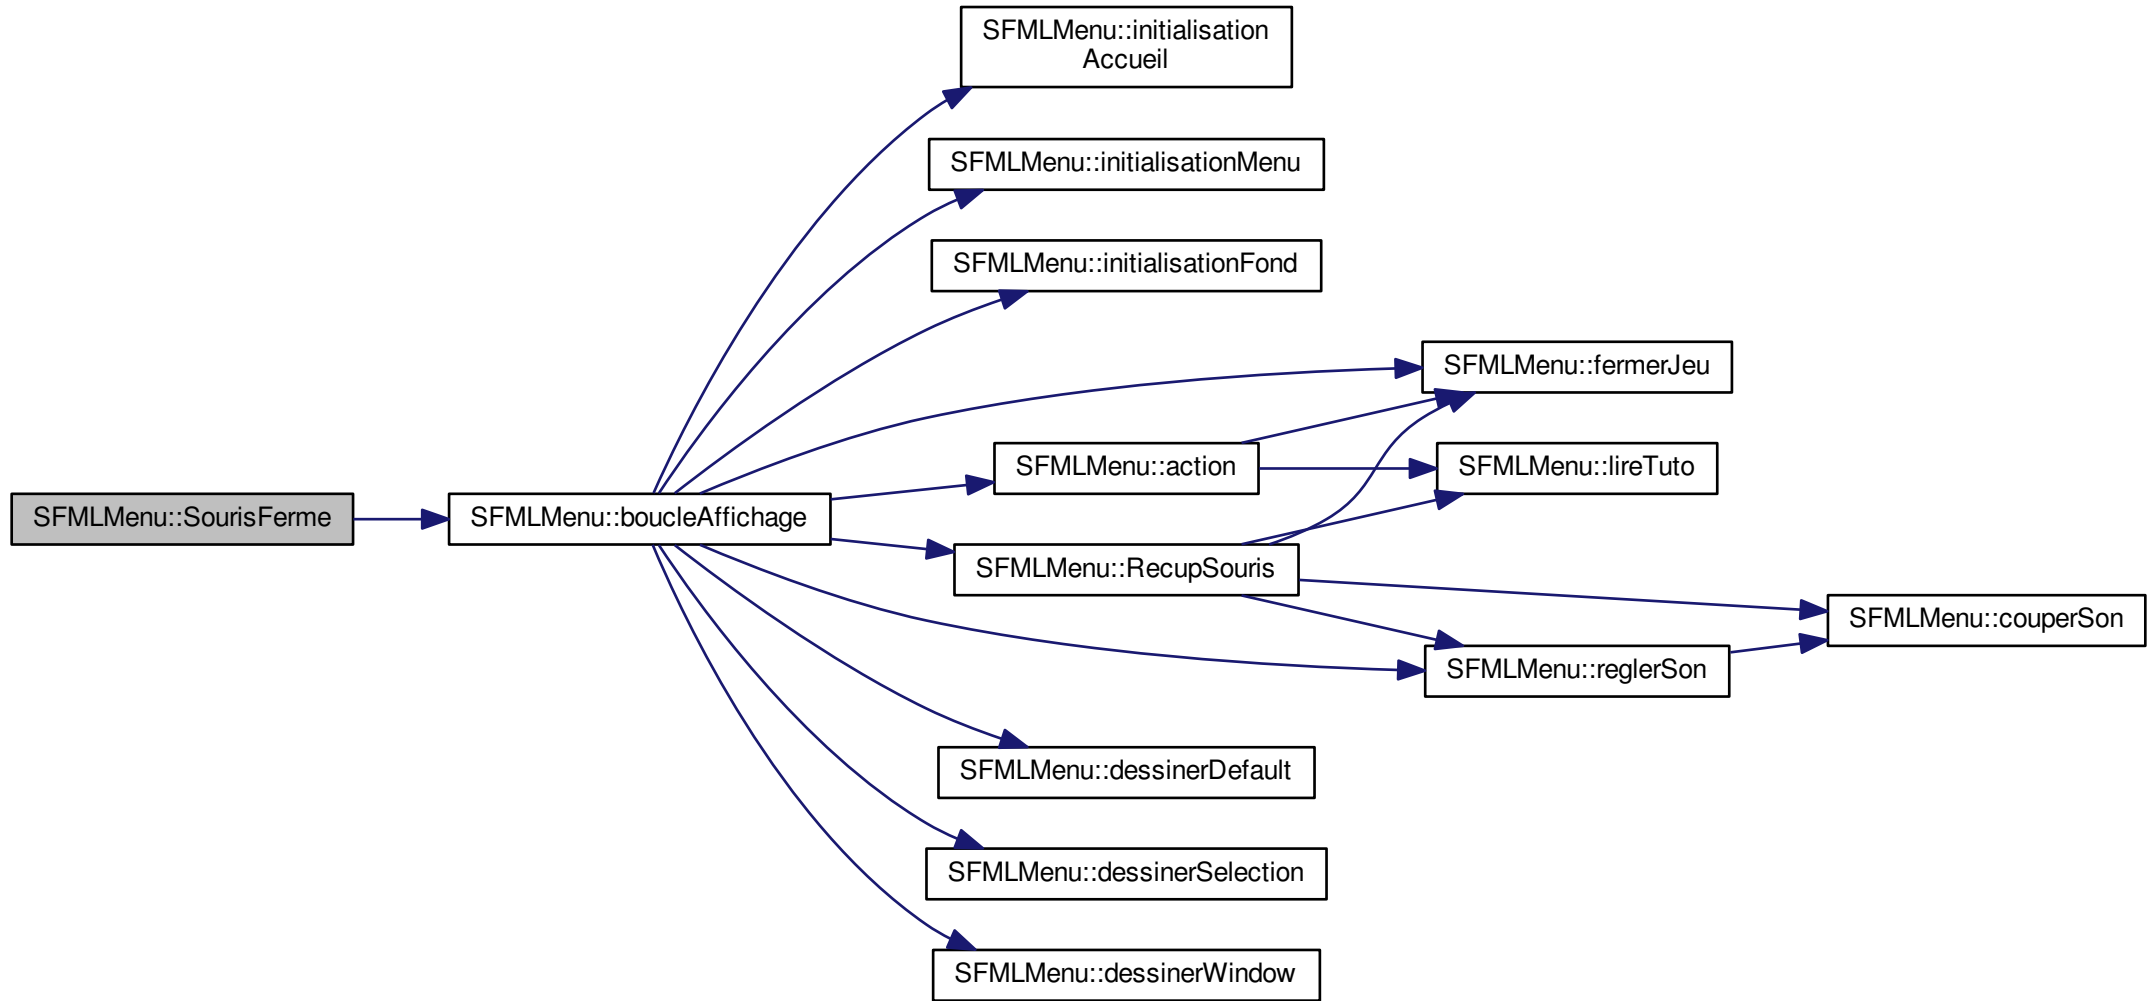 SFMLMenu::initialisation
Accueil
SFMLMenu::initialisationMenu
SFMLMenu::initialisationFond
SFMLMenu::fermerJeu
SFMLMenu::action
SFMLMenu::lireTuto
SFMLMenu::SourisFerme
SFMLMenu::boucleAffichage
SFMLMenu::RecupSouris
SFMLMenu::couperSon
SFMLMenu::reglerSon
SFMLMenu::dessinerDefault
SFMLMenu::dessinerSelection
SFMLMenu::dessinerWindow